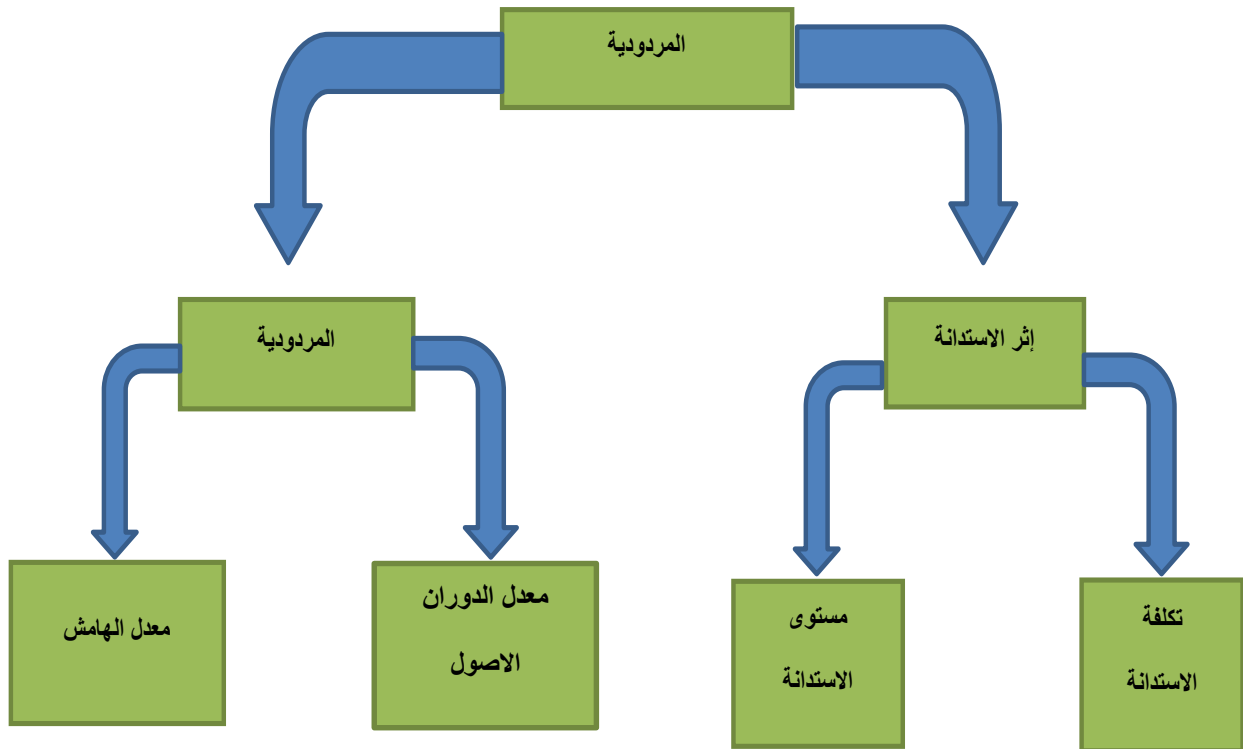 المردودية
إثر الاستدانة
المردودية
تكلفة
الاستدانة
مستوى
الاستدانة
معدل الدوران
الاصول
معدل الهامش